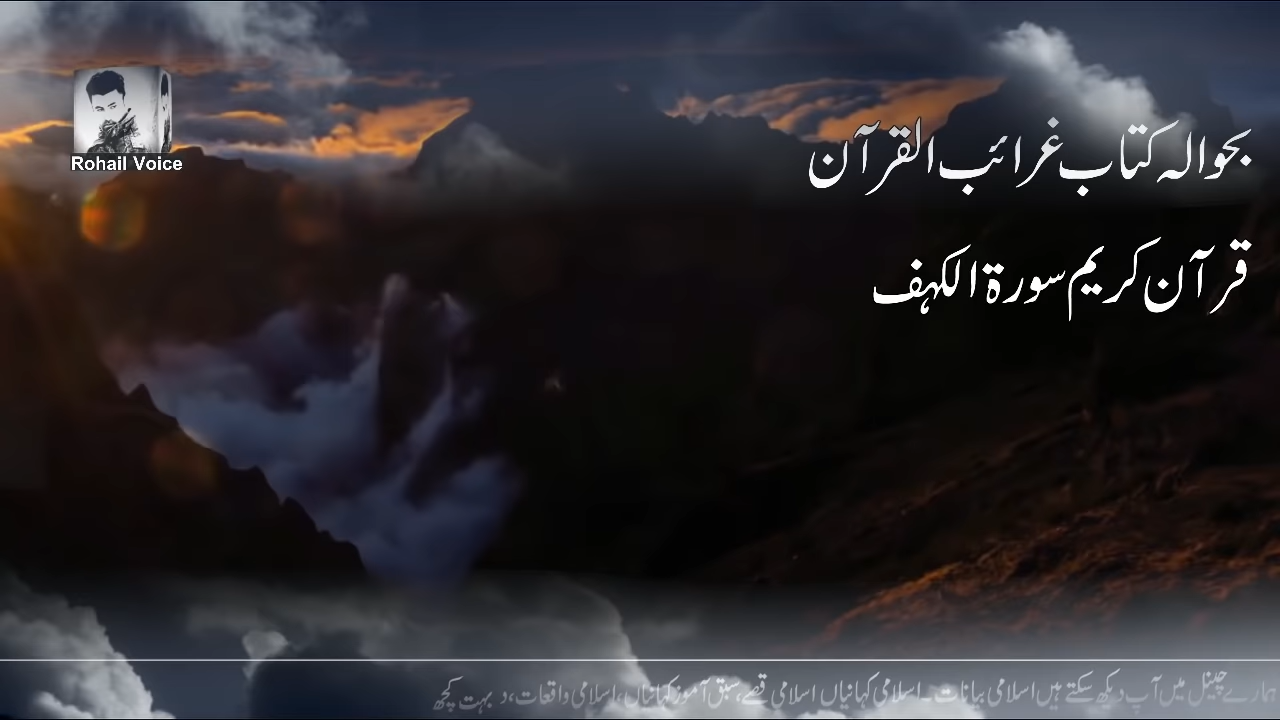 Rohail Voice
بحوالہ کتاب غرائب القرآن
قرآن کریم سورۃ الکہف
ہمارے چینل میں آپ دیکھ سکتے ہیں اسلامی بیانات۔ اسلامی کہانیاں اسلامی قصے، سبق آموز کہانیاں، اسلامی واقعات، د بہت کچھ